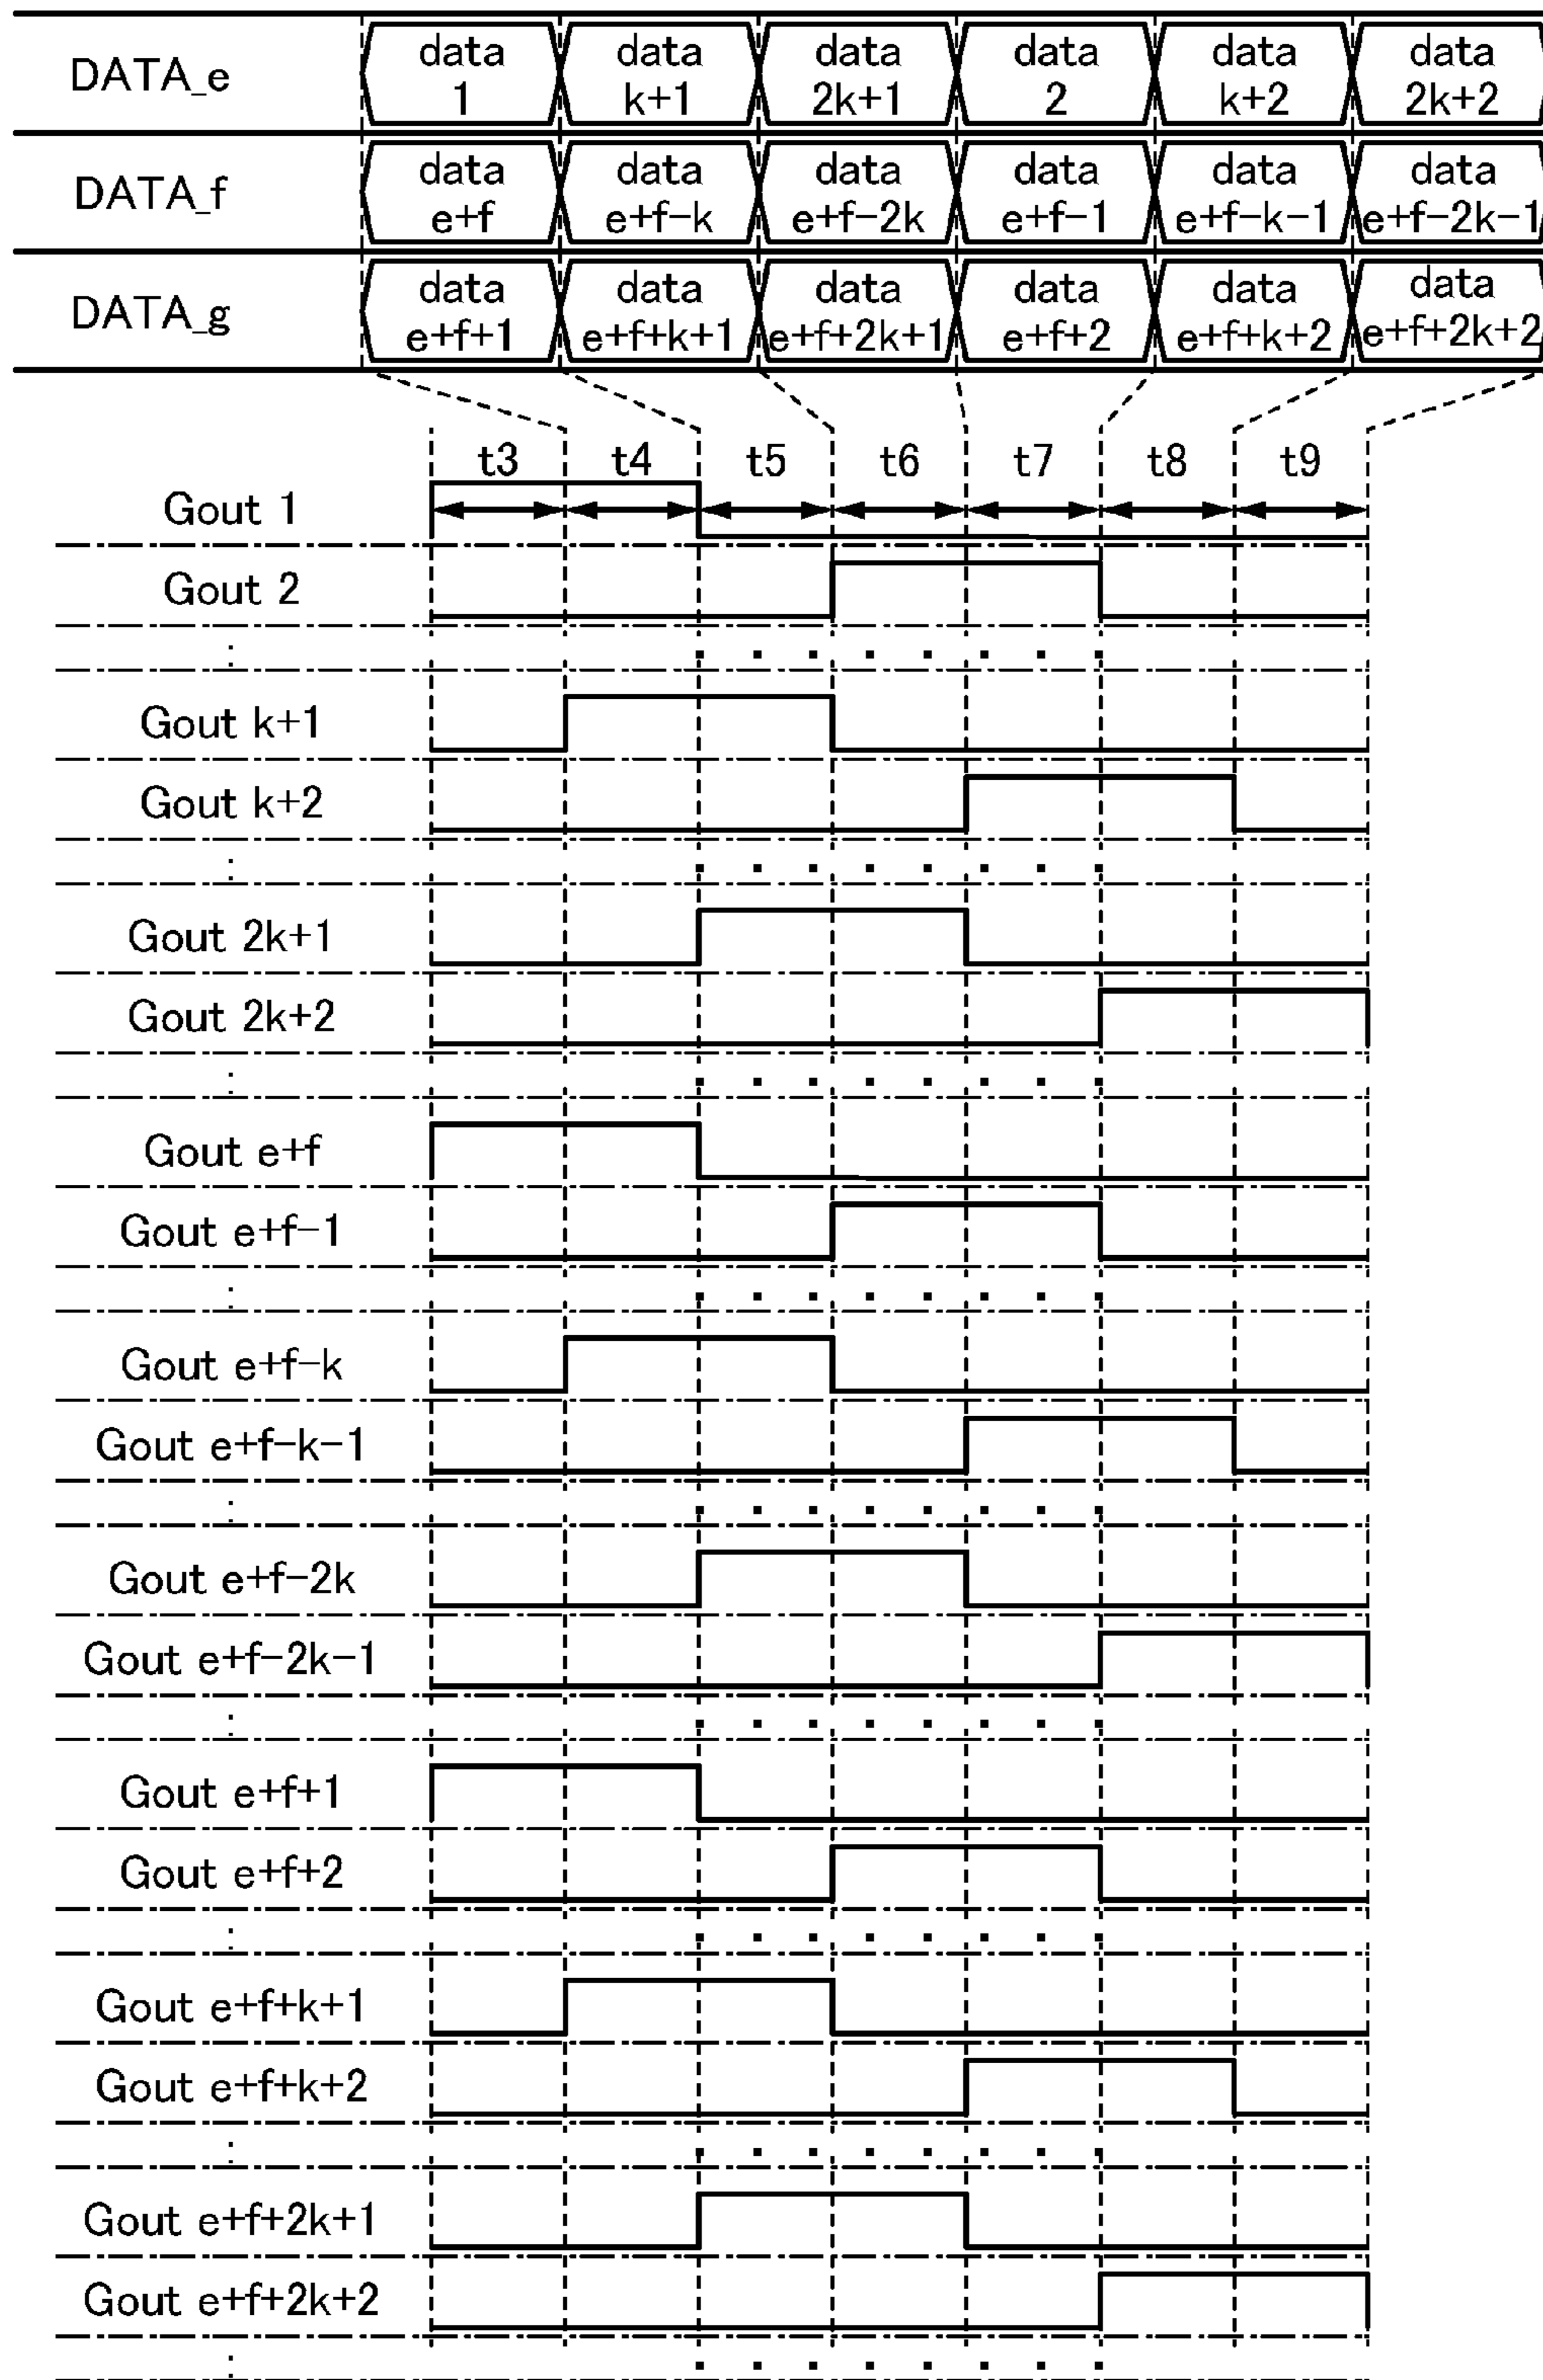 DATA_e
data
1
data
k+1
data
2k+1
data
2
data
k+2
data
2k+2
DATA_f
data
e+f
data
e+f-k
data
e+f-2k
data
e+f-1
data
e+f-k-1
data
e+f-2k-1
DATA_g
data
e+f+1
data
e+f+k+1
data
e+f+2k+1
data
e+f+2
data
e+f+k+2
data
e+f+2k+2
t3 t4 t5 t6 t7 t8 t9
Gout 1
Gout 2
Gout k+1
Gout k+2
Gout 2k+1
Gout 2k+2
Gout e+f
Gout e+f-1
Gout e+f-k
Gout e+f-k-1
Gout e+f-2k
Gout e+f-2k-1
Gout e+f+1
Gout e+f+2
Gout e+f+k+1
Gout e+f+k+2
Gout e+f+2k+1
Gout e+f+2k+2